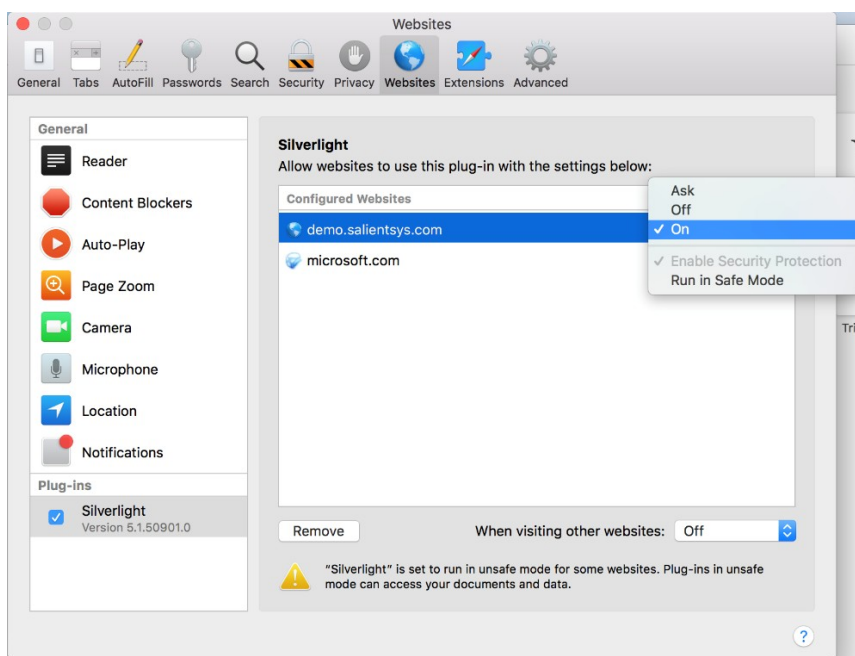 Websites
General Tabs AutoFill Passwords Search Security Privacy Websites Extensions Advanced
General
Reader
Content Blockers
Auto-Play
Page Zoom
Camera
Microphone
Location
Notifications
Plug-ins
Silverlight
Version 5.1.50901.0
Silverlight
Allow websites to use this plug-in with the settings below:
Configured Websites
demo.salientsys.com
microsoft.com
Ask
Off
✓ On
✓ Enable Security Protection
Run in Safe Mode
Remove
When visiting other websites: Off
"Silverlight" is set to run in unsafe mode for some websites. Plug-ins in unsafe
mode can access your documents and data.
?
Tri